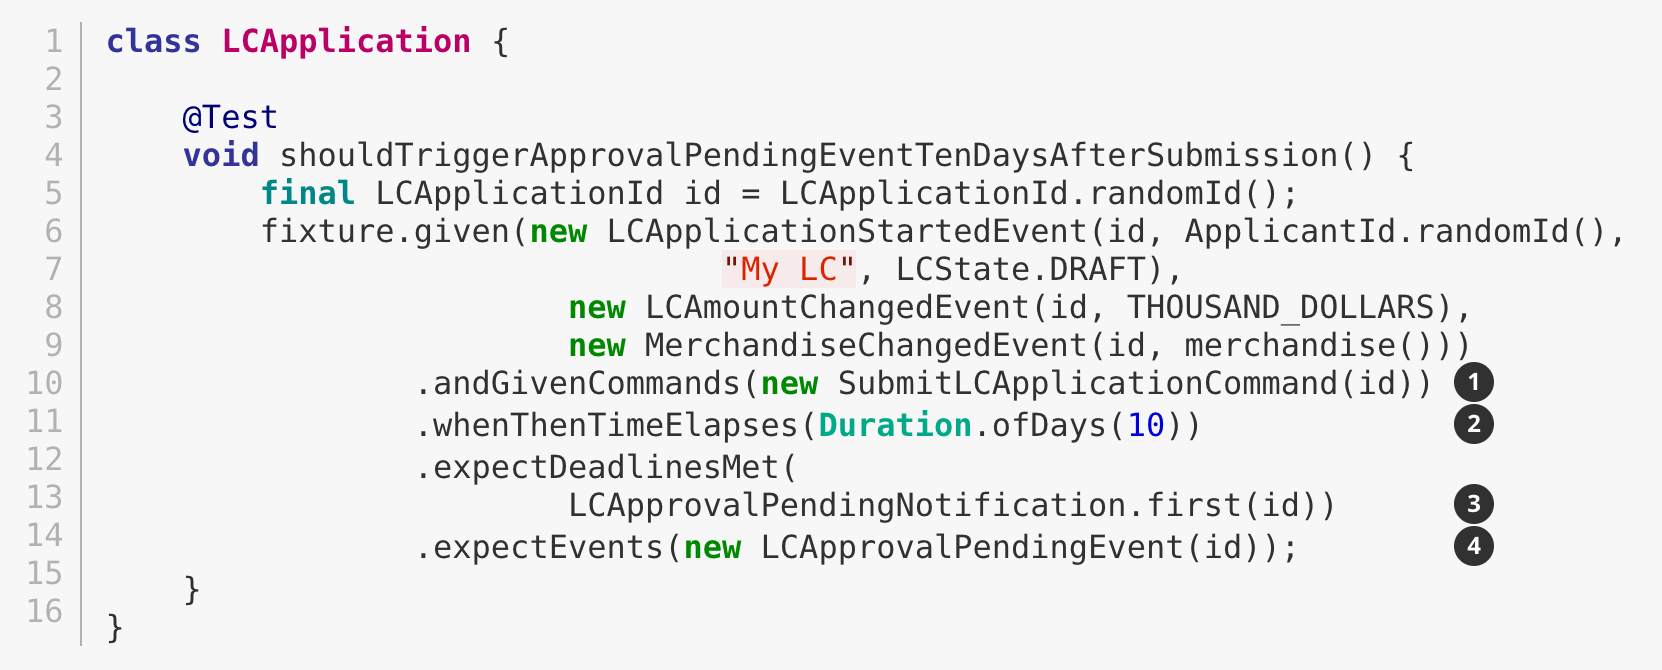 1 class LCApplication {
2
3     @Test
4     void shouldTriggerApprovalPendingEventTenDaysAfterSubmission() {
5         final LCApplicationId id = LCApplicationId.randomId();
6         fixture.given(new LCApplicationStartedEvent(id, ApplicantId.randomId(),
7                                 "My LC", LCState.DRAFT),
8                         new LCAmountChangedEvent(id, THOUSAND_DOLLARS),
9                         new MerchandiseChangedEvent(id, merchandise()))
10                .andGivenCommands(new SubmitLCApplicationCommand(id)) 1
11                .whenThenTimeElapses(Duration.ofDays(10)) 2
12                .expectDeadlinesMet(
13                        LCApprovalPendingNotification.first(id)) 3
14                .expectEvents(new LCApprovalPendingEvent(id)); 4
15    }
16 }